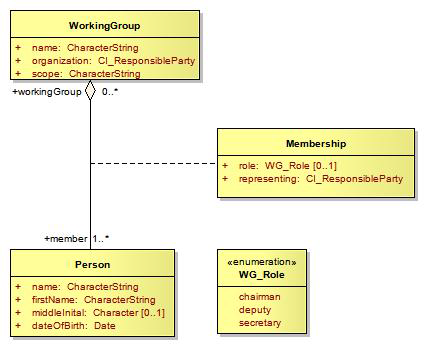 WorkingGroup
+ name: CharacterString
+ organization: CI_ResponsibleParty
+ scope: CharacterString
+workingGroup 0..*
Membership
+ role: WG_Role [0..1]
+ representing: CI_ResponsibleParty
+member 1..*
Person
+ name: CharacterString
+ firstName: CharacterString
+ middleInital: Character [0..1]
+ dateOfBirth: Date
«enumeration»
WG_Role
chairman
deputy
secretary